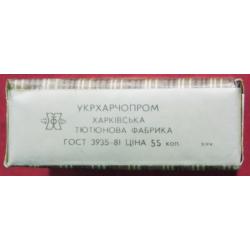 УКРХАРЧОПРОМ
ХАРКІВСЬКА
ТЮТЮНОВА ФАБРИКА
ГОСТ 3935-81 ЦІНА 55 коп.